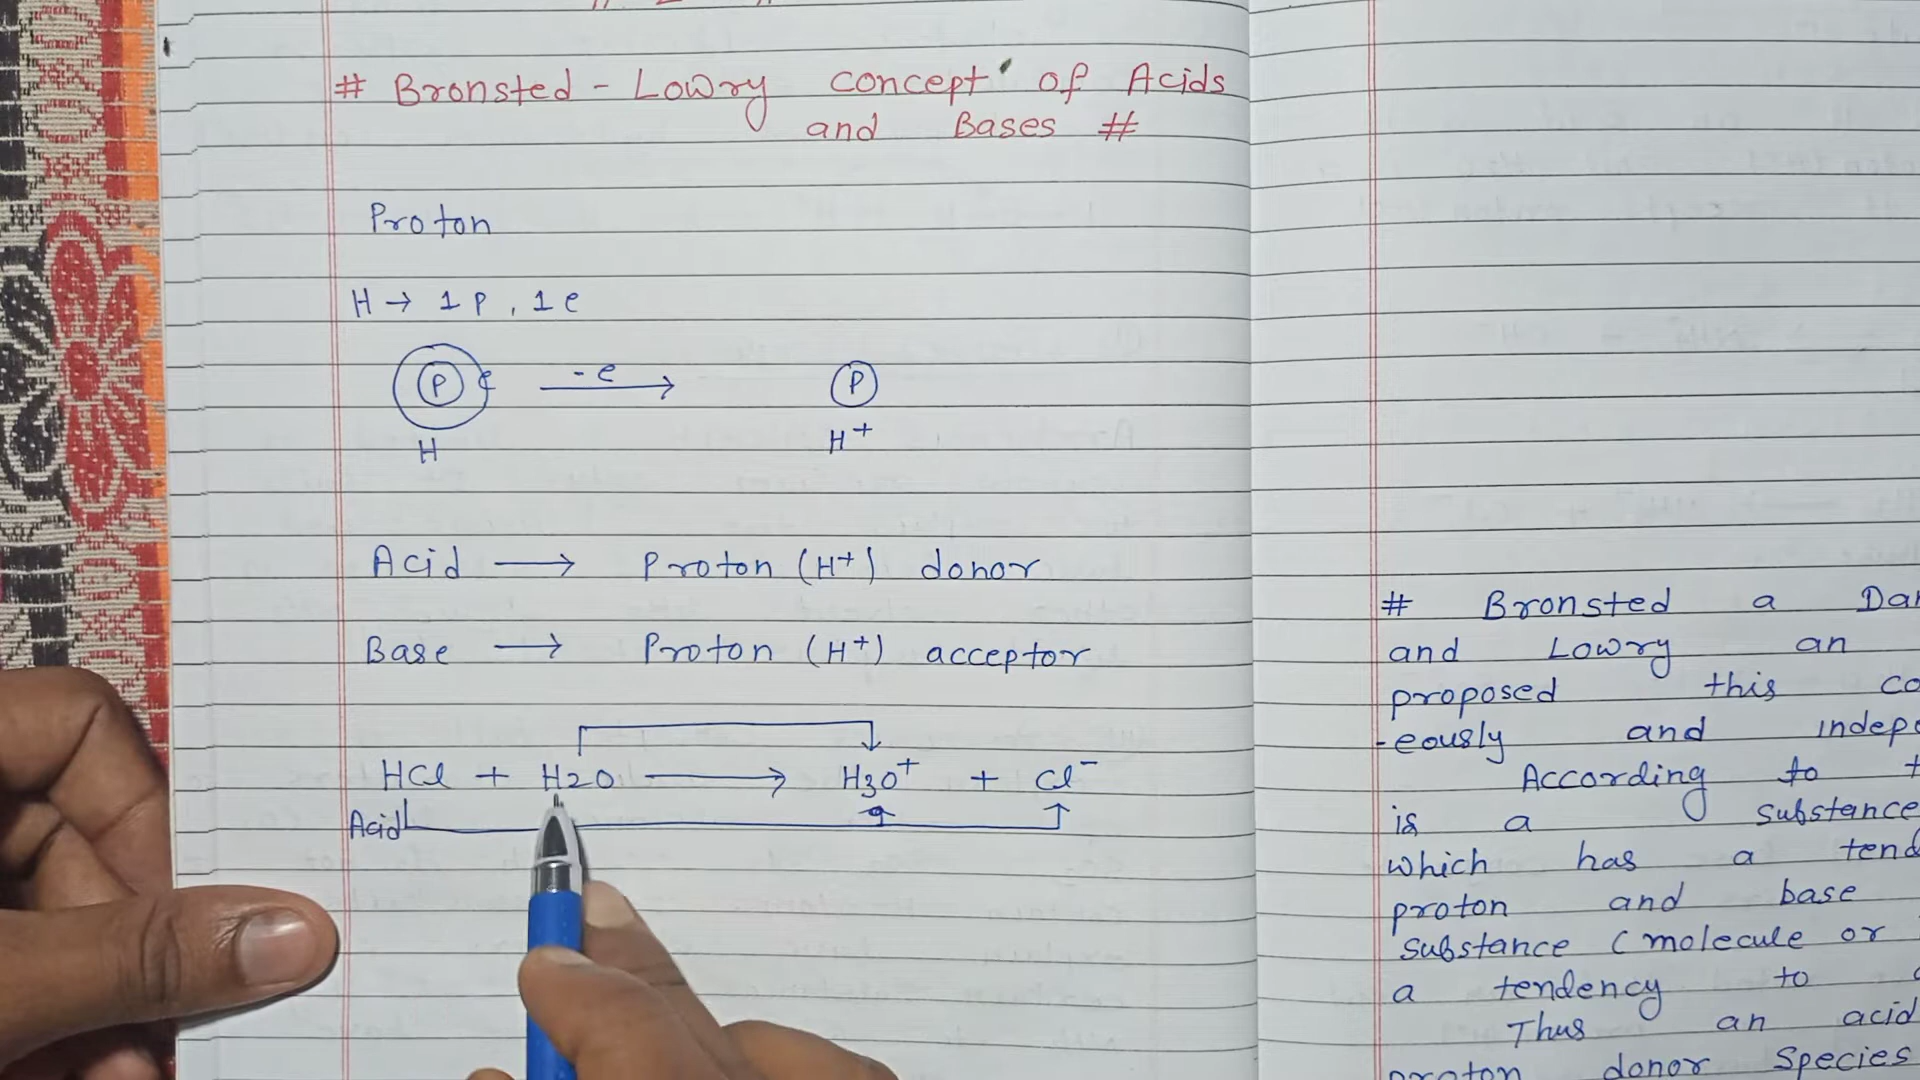 # Bronsted - Lowry concept of Acids
and Bases #
Proton
H → 1 P , 1 e
P e - e → P
H H+
Acid → Proton (H+) donor
Base → Proton (H+) acceptor
HCl + H2O → H3O+ + Cl-
Acid
# Bronsted a
and Lowry an
proposed this
-eously and
According to
is a substance
which has a
proton and base
substance (molecule or
a tendency to
Thus an acid
proton donor species